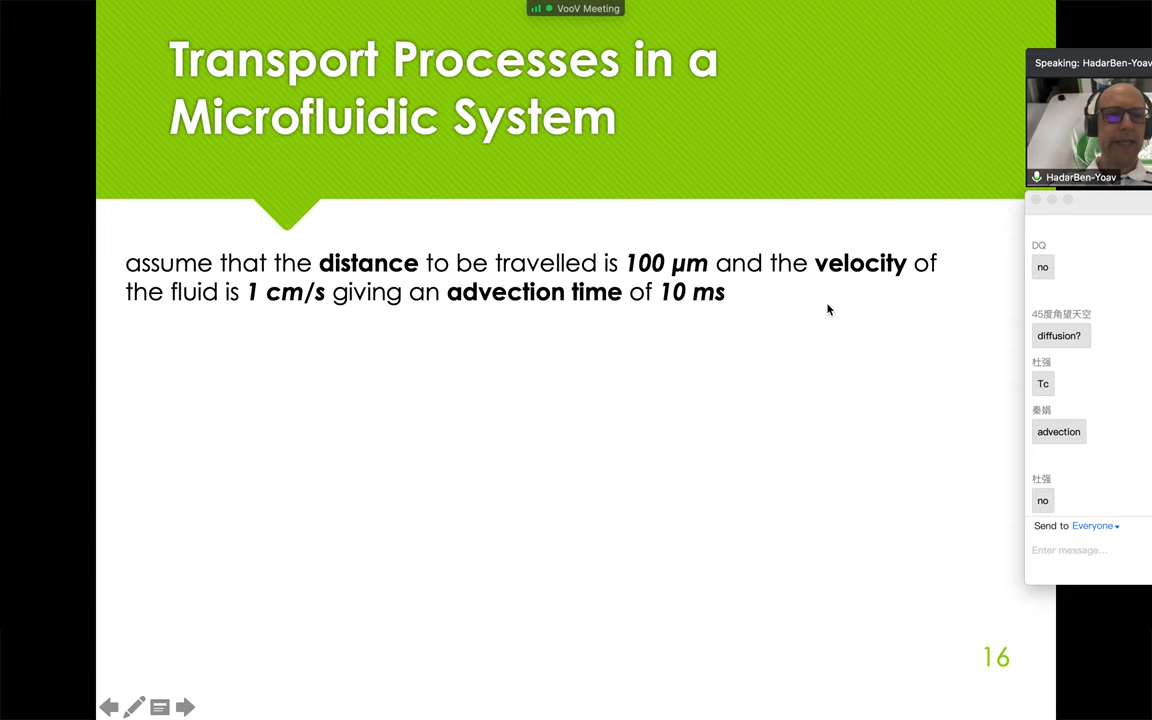 VooV Meeting
Transport Processes in a
Microfluidic System
assume that the distance to be travelled is 100 µm and the velocity of
the fluid is 1 cm/s giving an advection time of 10 ms
16
Speaking: HadarBen-Yoav
HadarBen-Yoav
DQ
no
45度角望天空
diffusion?
杜强
Tc
秦娟
advection
杜强
no
Send to Everyone
Enter message...